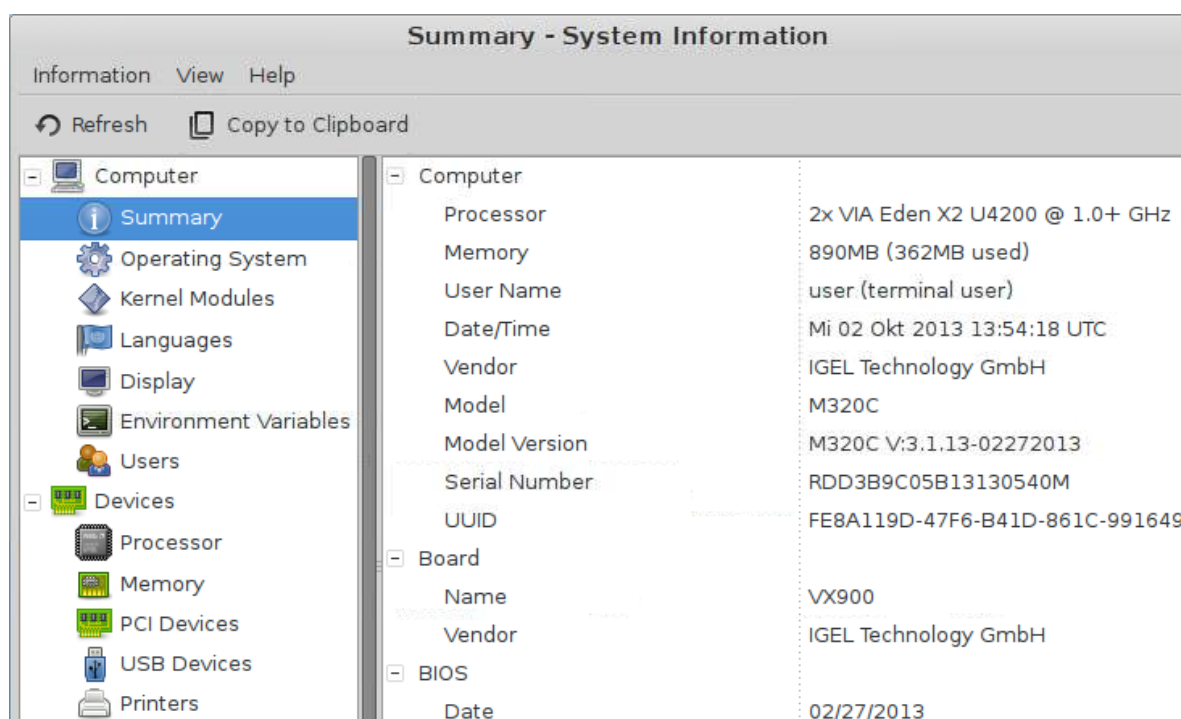 Summary - System Information
Information View Help
Refresh Copy to Clipboard
Computer
Summary
Operating System
Kernel Modules
Languages
Display
Environment Variables
Users
Devices
Processor
Memory
PCI Devices
USB Devices
Printers
Computer
Processor 2x VIA Eden X2 U4200 @ 1.0+ GHz
Memory 890MB (362MB used)
User Name user (terminal user)
Date/Time Mi 02 Okt 2013 13:54:18 UTC
Vendor IGEL Technology GmbH
Model M320C
Model Version M320C V:3.1.13-02272013
Serial Number RDD3B9C05B13130540M
UUID FE8A119D-47F6-B41D-861C-991649
Board
Name VX900
Vendor IGEL Technology GmbH
BIOS
Date 02/27/2013